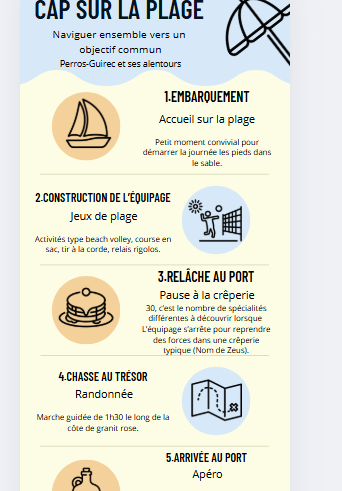 CAP SUR LA PLAGE
Naviguer ensemble vers un
objectif commun
Perros-Guirec et ses alentours
1.EMBARQUEMENT
Accueil sur la plage
Petit moment convivial pour
démarrer la journée les pieds dans
le sable.
2.CONSTRUCTION DE L'ÉQUIPAGE
Jeux de plage
Activités type beach volley, course en
sac, tir à la corde, relais rigolos.
3.RELÂCHE AU PORT
Pause à la crêperie
30, c'est le nombre de spécialités
différentes à découvrir lorsque
L'équipage s'arrête pour reprendre
des forces dans une crêperie
typique (Nom de Zeus).
4.CHASSE AU TRÉSOR
Randonnée
Marche guidée de 1h30 le long de la
côte de granit rose.
5.ARRIVÉE AU PORT
Apéro